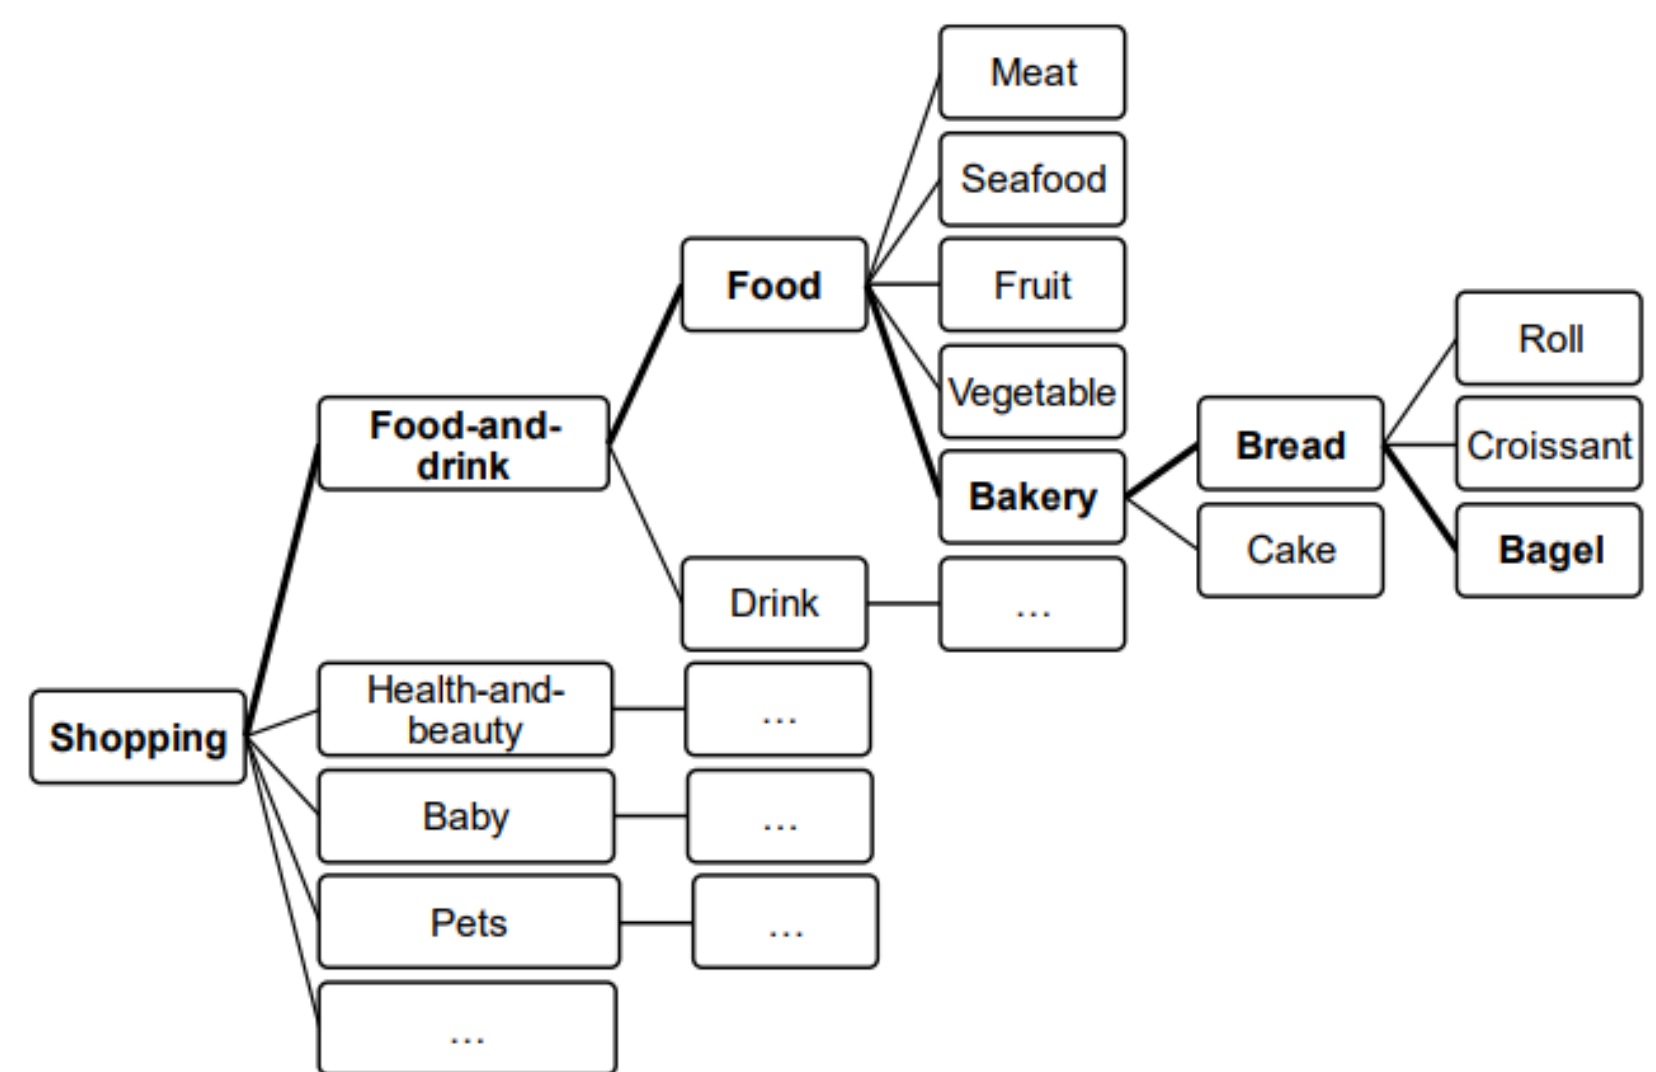 Meat
Seafood
Food
Fruit
Roll
Vegetable
Food-and-
drink
Bread
Croissant
Bakery
Cake
Bagel
Drink
...
Health-and-
beauty
...
Shopping
Baby
...
Pets
...
...